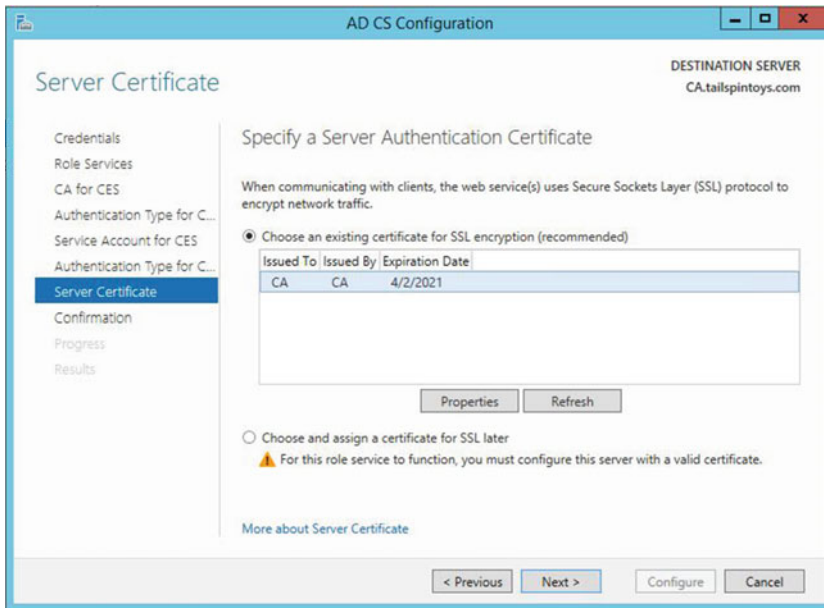 AD CS Configuration
Server Certificate
DESTINATION SERVER
CA.tailspintoys.com
Credentials
Role Services
CA for CES
Authentication Type for C...
Service Account for CES
Authentication Type for C...
Server Certificate
Confirmation
Progress
Results
Specify a Server Authentication Certificate
When communicating with clients, the web service(s) uses Secure Sockets Layer (SSL) protocol to
encrypt network traffic.
Choose an existing certificate for SSL encryption (recommended)
Issued To Issued By Expiration Date
CA CA 4/2/2021
Properties Refresh
Choose and assign a certificate for SSL later
For this role service to function, you must configure this server with a valid certificate.
More about Server Certificate
< Previous Next > Configure Cancel